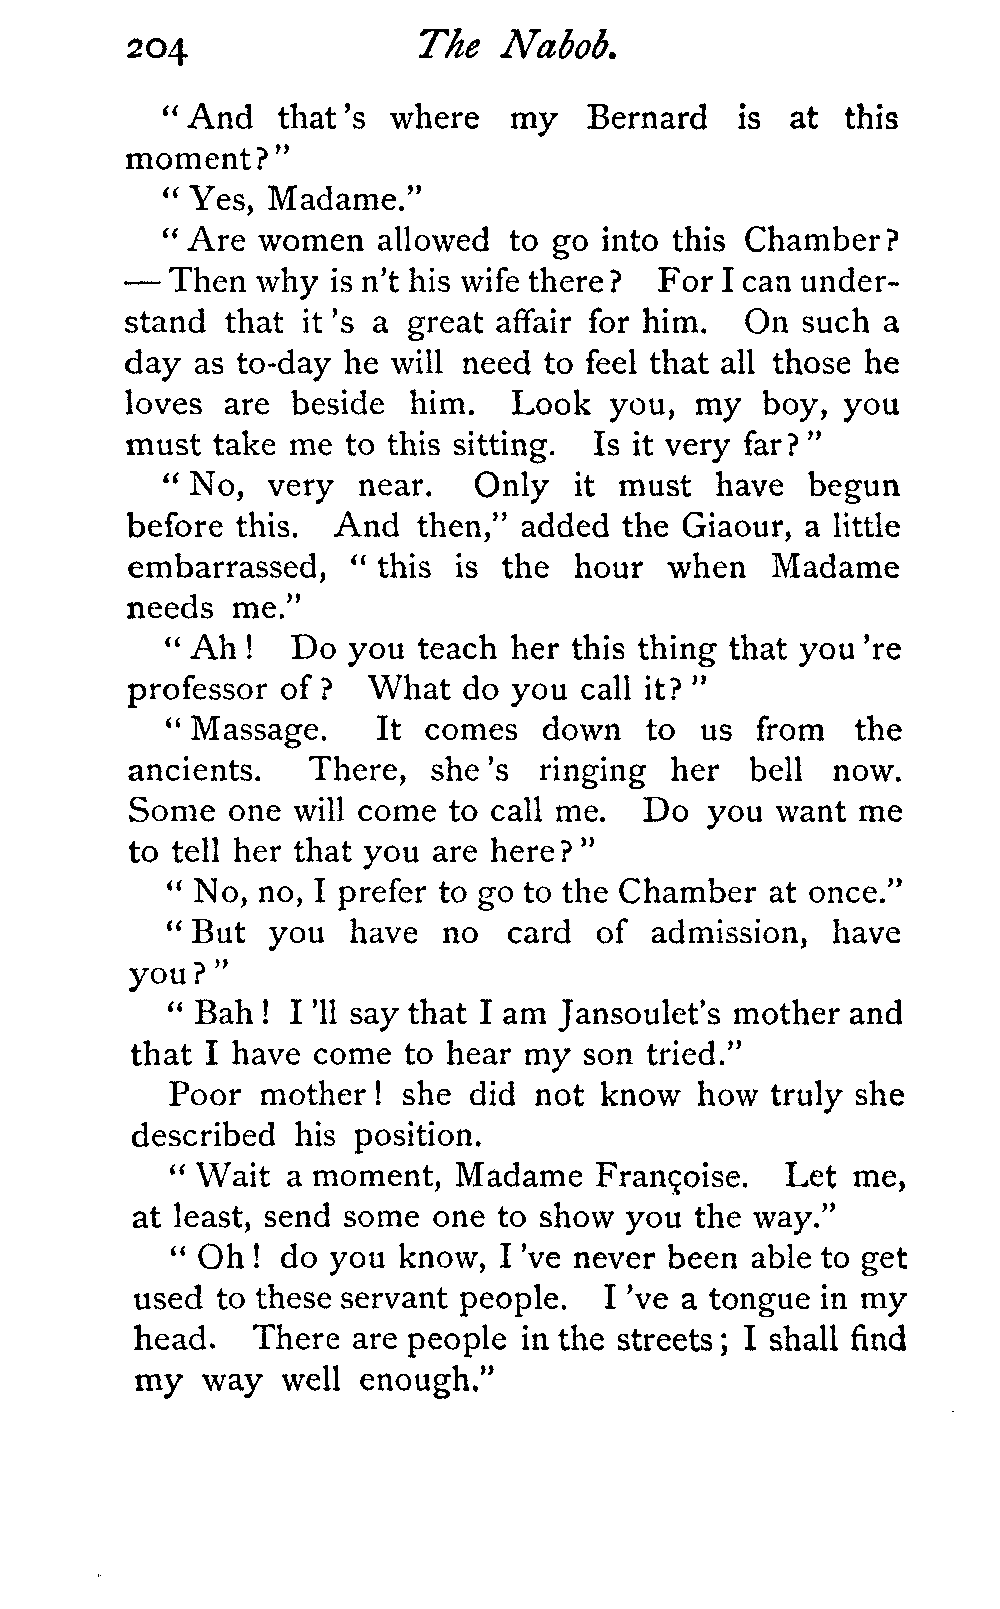 204 The Nabob.
“ And that 's where my Bernard is at this
moment? ”
“ Yes, Madame.”
“ Are women allowed to go into this Chamber?
— Then why is n't his wife there? For I can under-
stand that it 's a great affair for him. On such a
day as to-day he will need to feel that all those he
loves are beside him. Look you, my boy, you
must take me to this sitting. Is it very far? ”
“ No, very near. Only it must have begun
before this. And then,” added the Giaour, a little
embarrassed, “ this is the hour when Madame
needs me.”
“ Ah! Do you teach her this thing that you 're
professor of? What do you call it? ”
“ Massage. It comes down to us from the
ancients. There, she 's ringing her bell now.
Some one will come to call me. Do you want me
to tell her that you are here? ”
“ No, no, I prefer to go to the Chamber at once.”
“ But you have no card of admission, have
you? ”
“ Bah! I 'll say that I am Jansoulet's mother and
that I have come to hear my son tried.”
Poor mother! she did not know how truly she
described his position.
“ Wait a moment, Madame Françoise. Let me,
at least, send some one to show you the way.”
“ Oh! do you know, I 've never been able to get
used to these servant people. I 've a tongue in my
head. There are people in the streets; I shall find
my way well enough.”